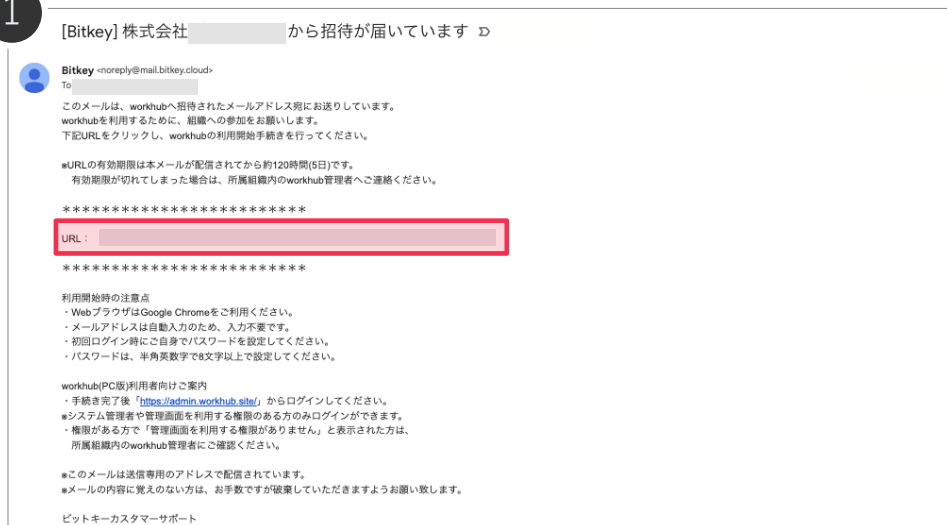 1
[Bitkey] 株式会社 から招待が届いています
Bitkey <noreply@mail.bitkey.cloud>
To
このメールは、workhubへ招待されたメールアドレス宛にお送りしています。
workhubを利用するために、組織への参加をお願いします。
下記URLをクリックし、workhubの利用開始手続きを行ってください。
※URLの有効期限は本メールが配信されてから約120時間(5日)です。
有効期限が切れてしまった場合は、所属組織内のworkhub管理者へご連絡ください。
*************************
URL：
*************************
利用開始時の注意点
・WebブラウザはGoogle Chromeをご利用ください。
・メールアドレスは自動入力のため、入力不要です。
・初回ログイン時にご自身でパスワードを設定してください。
・パスワードは、半角英数字で8文字以上で設定してください。
workhub(PC版)利用者向けご案内
・手続き完了後「https://admin.workhub.site/」からログインしてください。
※システム管理者や管理画面を利用する権限のある方のみログインができます。
・権限がある方で「管理画面を利用する権限がありません」と表示された方は、
所属組織内のworkhub管理者にご確認ください。
※このメールは送信専用のアドレスで配信されています。
※メールの内容に覚えのない方は、お手数ですが破棄していただきますようお願い致します。
ビットキーカスタマーサポート